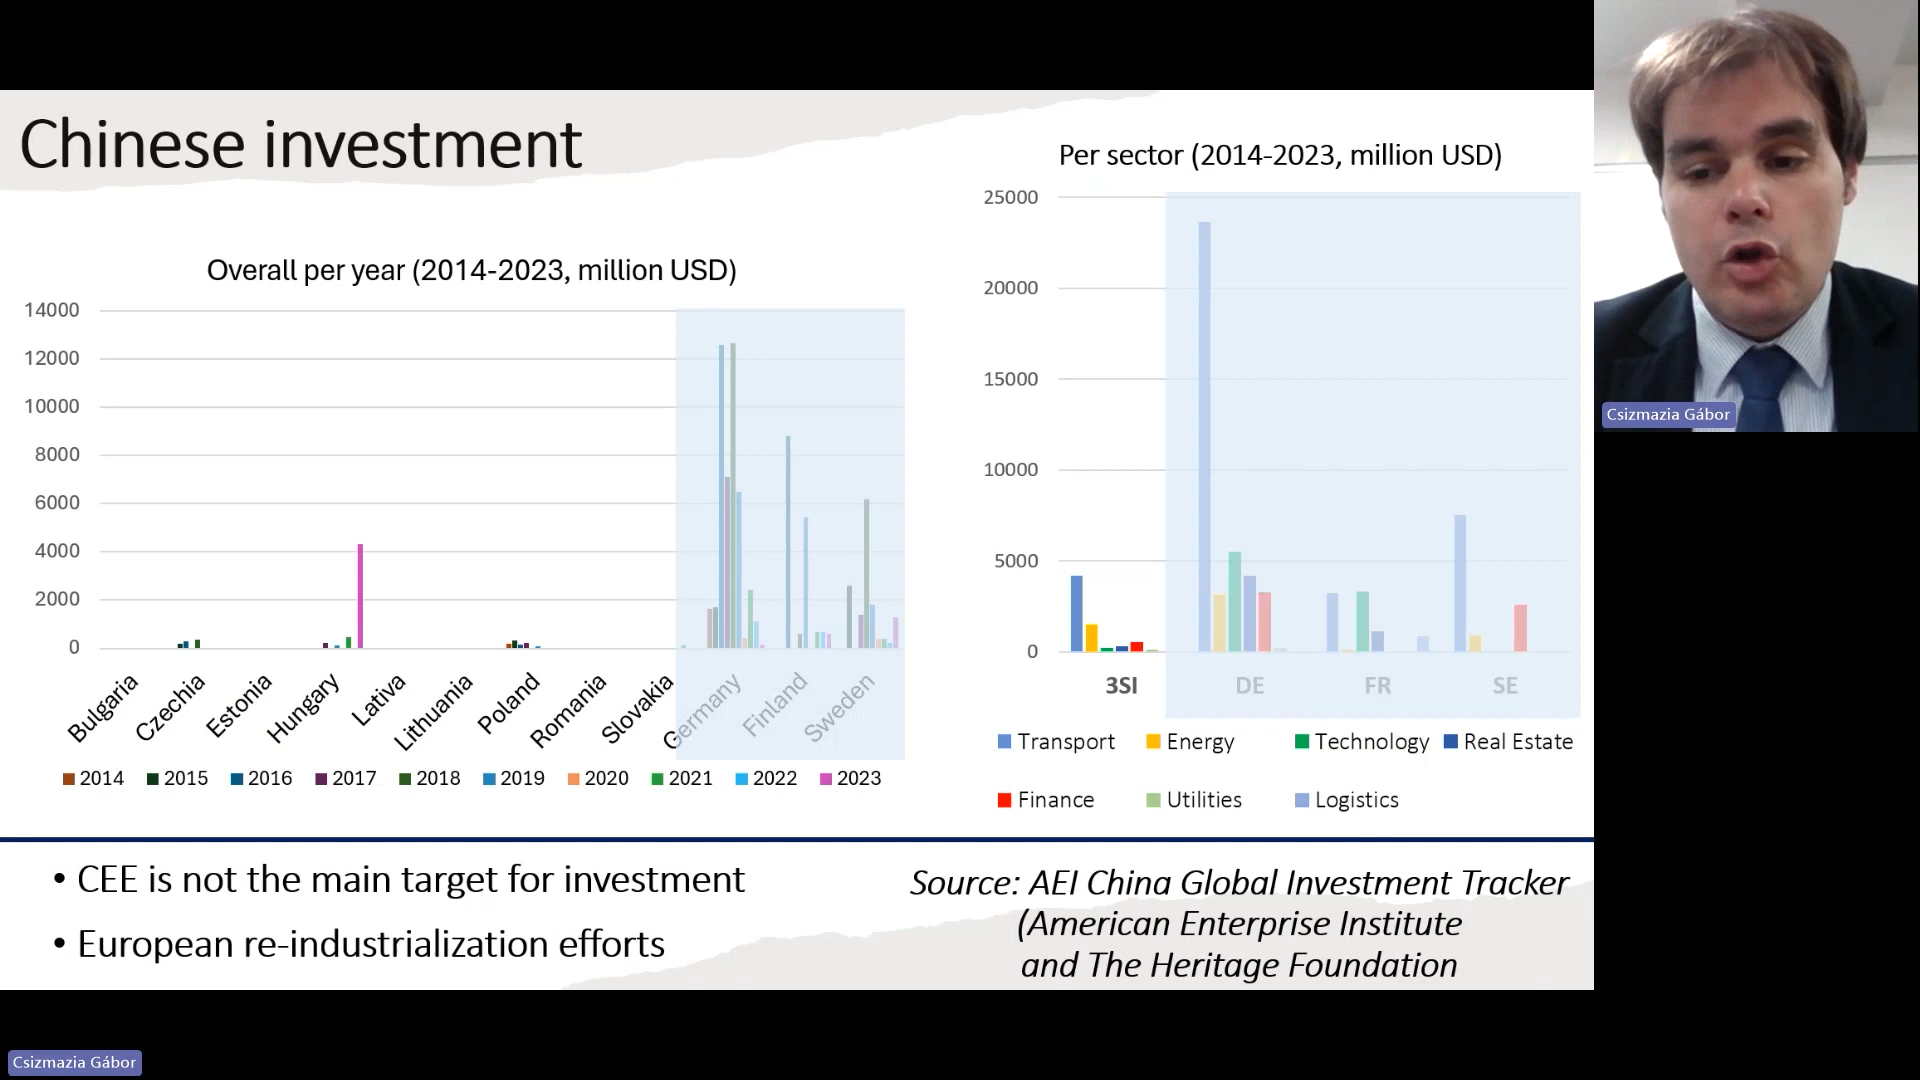 Chinese investment
Overall per year (2014-2023, million USD)
14000
12000
10000
8000
6000
4000
2000
0
Bulgaria
Czechia
Estonia
Hungary
Lativa
Lithuania
Poland
Romania
Slovakia
Germany
Finland
Sweden
2014 2015 2016 2017 2018 2019 2020 2021 2022 2023
Per sector (2014-2023, million USD)
25000
20000
15000
10000
5000
0
3SI DE FR SE
Transport Energy Technology Real Estate
Finance Utilities Logistics
• CEE is not the main target for investment
• European re-industrialization efforts
Source: AEI China Global Investment Tracker
(American Enterprise Institute
and The Heritage Foundation
Csizmazia Gábor
Csizmazia Gábor